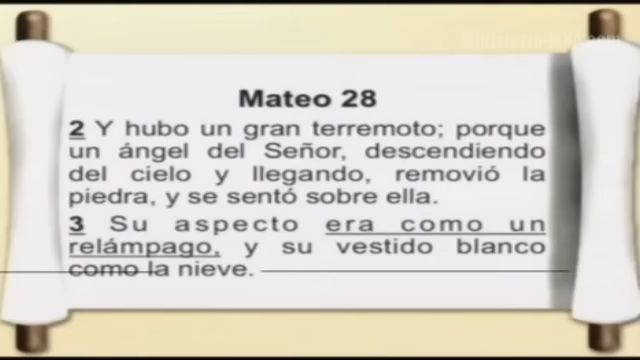 Mateo 28
2 Y hubo un gran terremoto; porque
un ángel del Señor, descendiendo
del cielo y llegando, removió la
piedra, y se sentó sobre ella.
3 Su aspecto era como un
relámpago, y su vestido blanco
como la nieve.